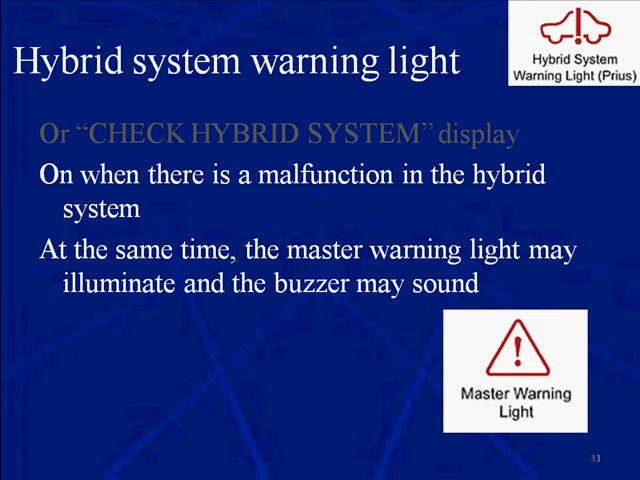 Hybrid system warning light
Hybrid System
Warning Light (Prius)
Or “CHECK HYBRID SYSTEM” display
On when there is a malfunction in the hybrid
system
At the same time, the master warning light may
illuminate and the buzzer may sound
Master Warning
Light
31